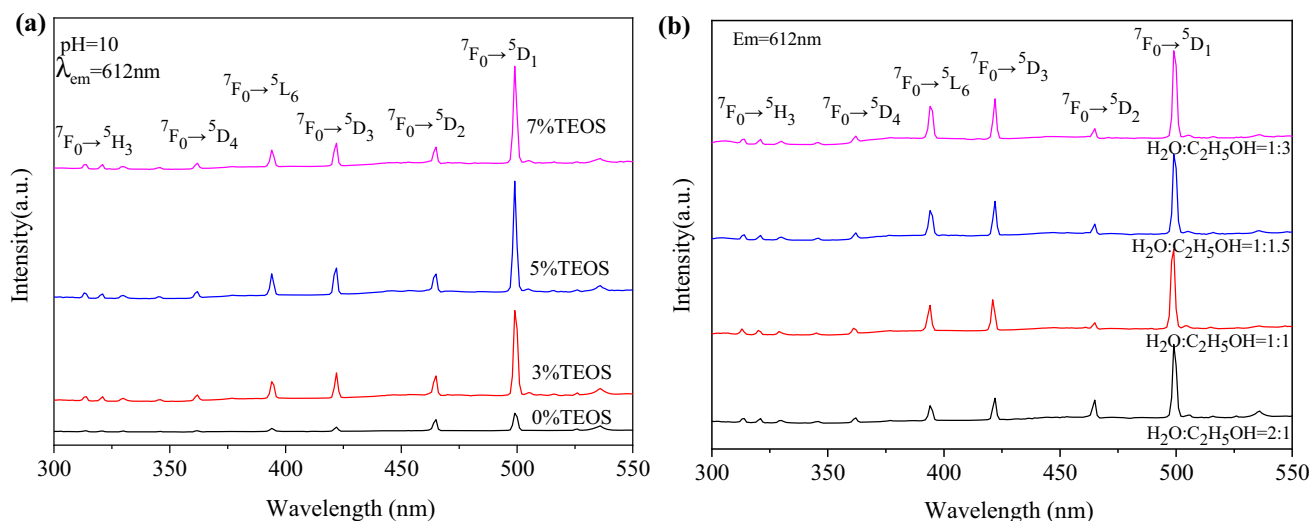 (a)
pH=10
λem=612nm
⁷F₀→⁵D₁
⁷F₀→⁵L₆
⁷F₀→⁵H₃
⁷F₀→⁵D₄
⁷F₀→⁵D₃
⁷F₀→⁵D₂
7%TEOS
5%TEOS
3%TEOS
0%TEOS
Intensity(a.u.)
300 350 400 450 500 550
Wavelength (nm)
(b)
Em=612nm
⁷F₀→⁵D₁
⁷F₀→⁵D₃
⁷F₀→⁵L₆
⁷F₀→⁵H₃
⁷F₀→⁵D₄
⁷F₀→⁵D₂
H₂O:C₂H₅OH=1:3
H₂O:C₂H₅OH=1:1.5
H₂O:C₂H₅OH=1:1
H₂O:C₂H₅OH=2:1
Intensity(a.u.)
300 350 400 450 500 550
Wavelength (nm)